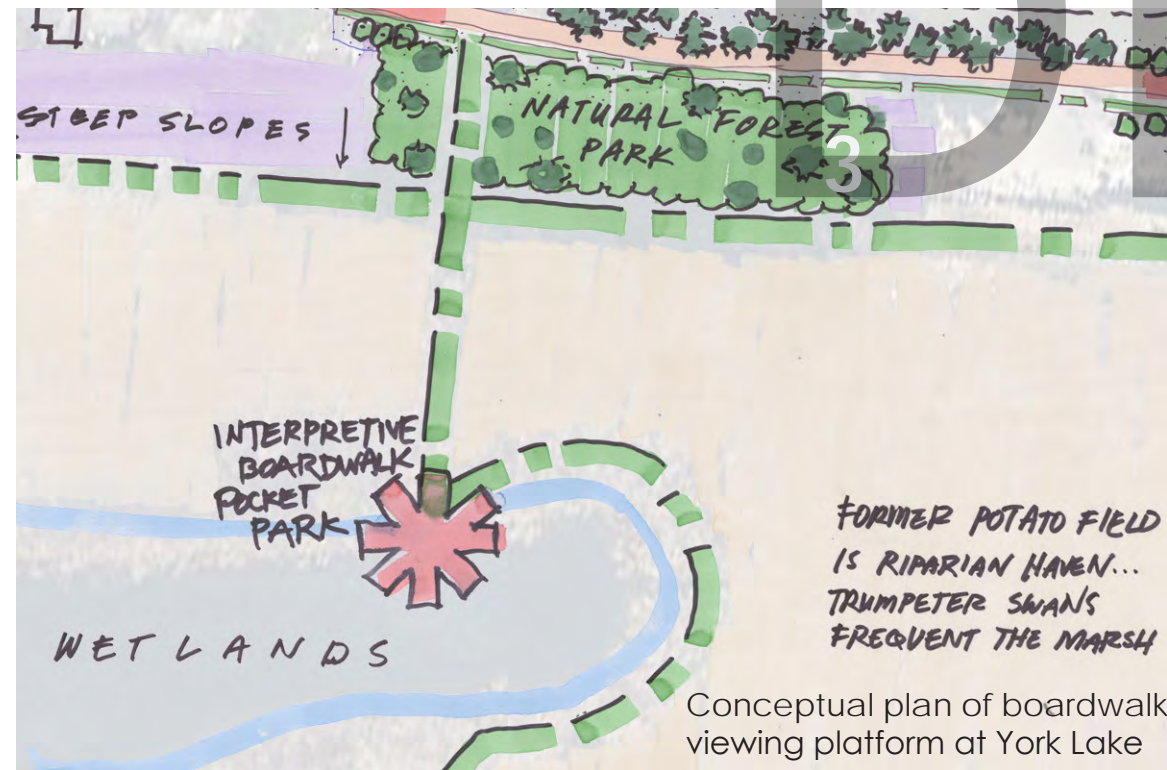 STEEP SLOPES
NATURAL FOREST
PARK
3
INTERPRETIVE
BOARDWALK
POCKET
PARK
FORMER POTATO FIELD
IS RIPARIAN HAVEN...
TRUMPETER SWANS
FREQUENT THE MARSH
WETLANDS
Conceptual plan of boardwalk
viewing platform at York Lake